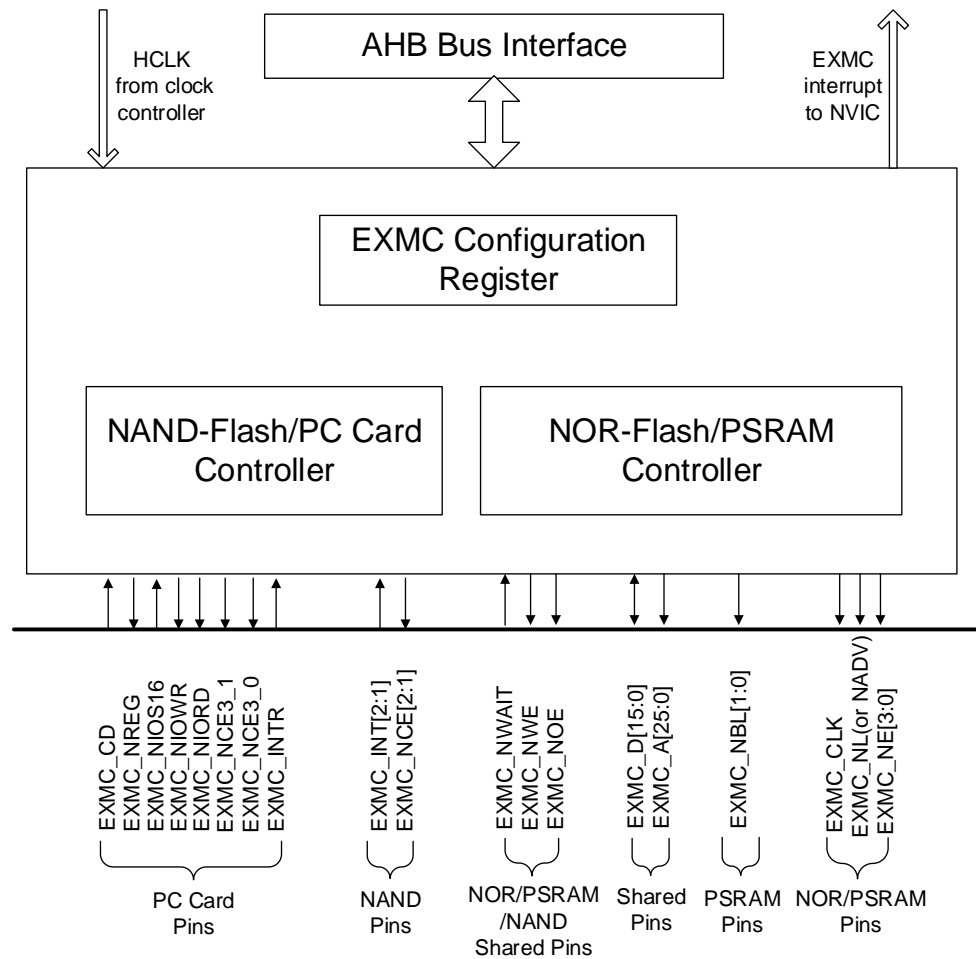 HCLK
from clock
controller
AHB Bus Interface
EXMC
interrupt
to NVIC
EXMC Configuration
Register
NAND-Flash/PC Card
Controller
NOR-Flash/PSRAM
Controller
EXMC_CD
EXMC_NREG
EXMC_NIOS16
EXMC_NIOWR
EXMC_NIORD
EXMC_NCE3_1
EXMC_NCE3_0
EXMC_INTR
EXMC_INT[2:1]
EXMC_NCE[2:1]
EXMC_NWAIT
EXMC_NWE
EXMC_NOE
EXMC_D[15:0]
EXMC_A[25:0]
EXMC_NBL[1:0]
EXMC_CLK
EXMC_NL(or NADV)
EXMC_NE[3:0]
PC Card
Pins
NAND
Pins
NOR/PSRAM
/NAND
Shared Pins
Shared
Pins
PSRAM
Pins
NOR/PSRAM
Pins